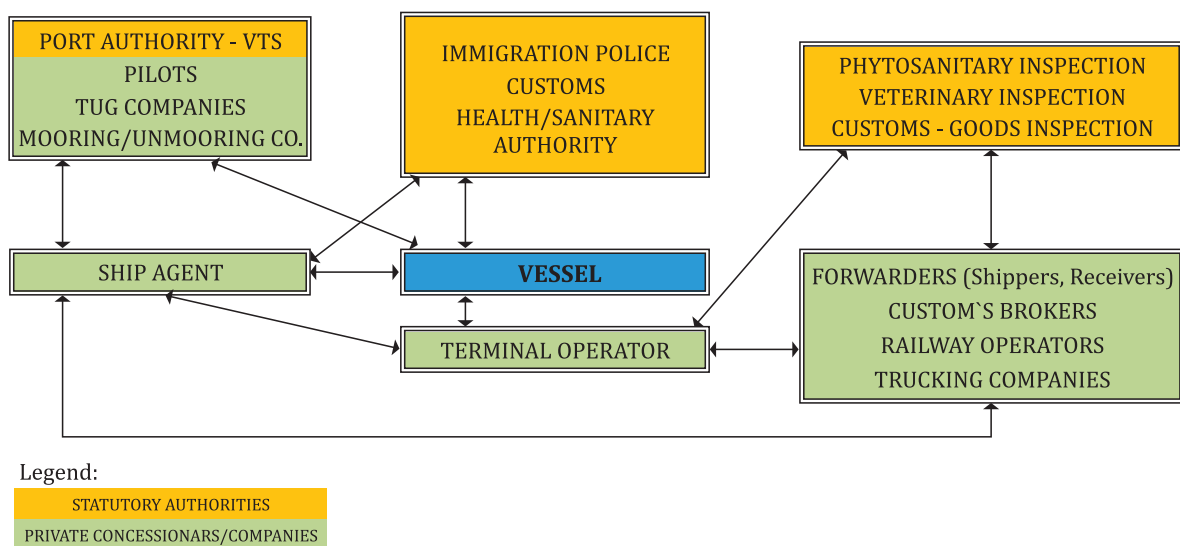 PORT AUTHORITY - VTS
PILOTS
TUG COMPANIES
MOORING/UNMOORING CO.
IMMIGRATION POLICE
CUSTOMS
HEALTH/SANITARY
AUTHORITY
PHYTOSANITARY INSPECTION
VETERINARY INSPECTION
CUSTOMS - GOODS INSPECTION
SHIP AGENT
VESSEL
TERMINAL OPERATOR
FORWARDERS (Shippers, Receivers)
CUSTOM`S BROKERS
RAILWAY OPERATORS
TRUCKING COMPANIES
Legend:
STATUTORY AUTHORITIES
PRIVATE CONCESSIONARS/COMPANIES